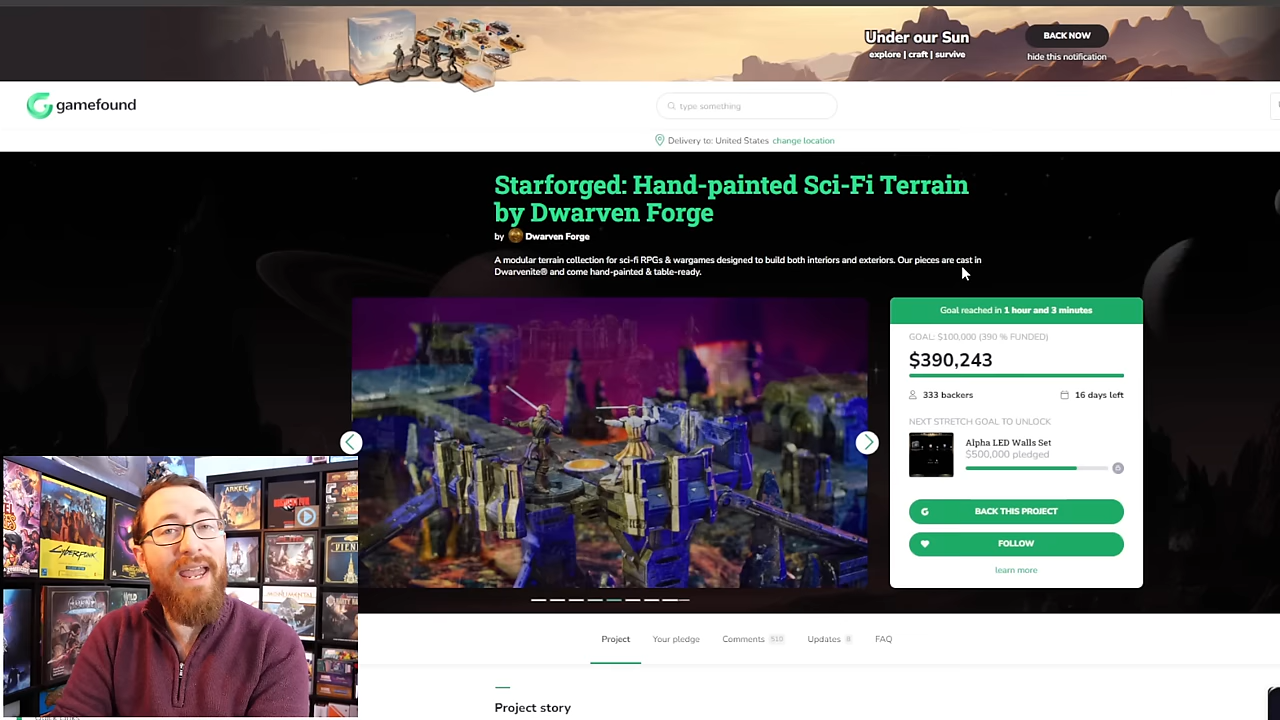 Under our Sun
explore | craft | survive
BACK NOW
hide this notification
gamefound
type something
Delivery to: United States change location
Starforged: Hand-painted Sci-Fi Terrain
by Dwarven Forge
by Dwarven Forge
A modular terrain collection for sci-fi RPGs & wargames designed to build both interiors and exteriors. Our pieces are cast in
Dwarvenite® and come hand-painted & table-ready.
Goal reached in 1 hour and 3 minutes
GOAL: $100,000 (390 % FUNDED)
$390,243
333 backers
16 days left
NEXT STRETCH GOAL TO UNLOCK
Alpha LED Walls Set
$500,000 pledged
BACK THIS PROJECT
FOLLOW
learn more
ARKEIS
CYBERPUNK
Project
Your pledge
Comments 510
Updates 8
FAQ
Project story